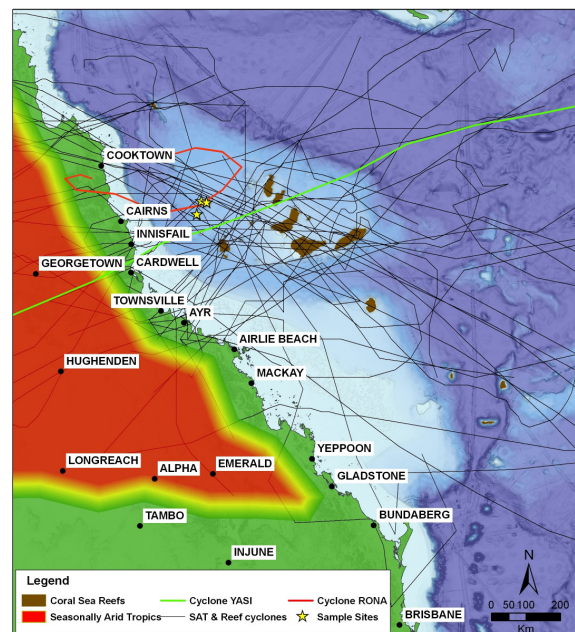 COOKTOWN
CAIRNS
INNISFAIL
GEORGETOWN
CARDWELL
TOWNSVILLE
AYR
AIRLIE BEACH
HUGHENDEN
MACKAY
YEPPOON
LONGREACH
ALPHA
EMERALD
GLADSTONE
TAMBO
BUNDABERG
INJUNE
N
Legend
Coral Sea Reefs
Cyclone YASI
Cyclone RONA
Seasonally Arid Tropics
SAT & Reef cyclones
Sample Sites
BRISBANE
0 50 100 200
Km